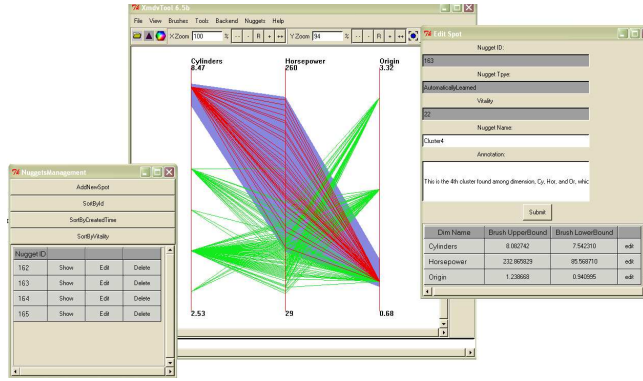 XmdvTool 6.5b
File View Brushes Tools Backend Nuggets Help
X Zoom 100 % -- - R + ++ Y Zoom 94 % -- - R + ++
Cylinders Horsepower Origin
8.47 260 3.32
2.53 29 0.68
NuggetsManagement
AddNewSpot
SortById
SortByCreatedTime
SortByVitality
Nugget ID
162 Show Edit Delete
163 Show Edit Delete
164 Show Edit Delete
165 Show Edit Delete
Edit Spot
Nugget ID:
163
Nugget Type:
AutomaticallyLearned
Vitality
22
Nugget Name:
Cluster4
Annotation:
This is the 4th cluster found among dimension, Cy, Hor, and Or, whic
Submit
Dim Name Brush UpperBound Brush LowerBound
Cylinders 8.082742 7.542310 edit
Horsepower 232.865829 85.568710 edit
Origin 1.238668 0.940995 edit